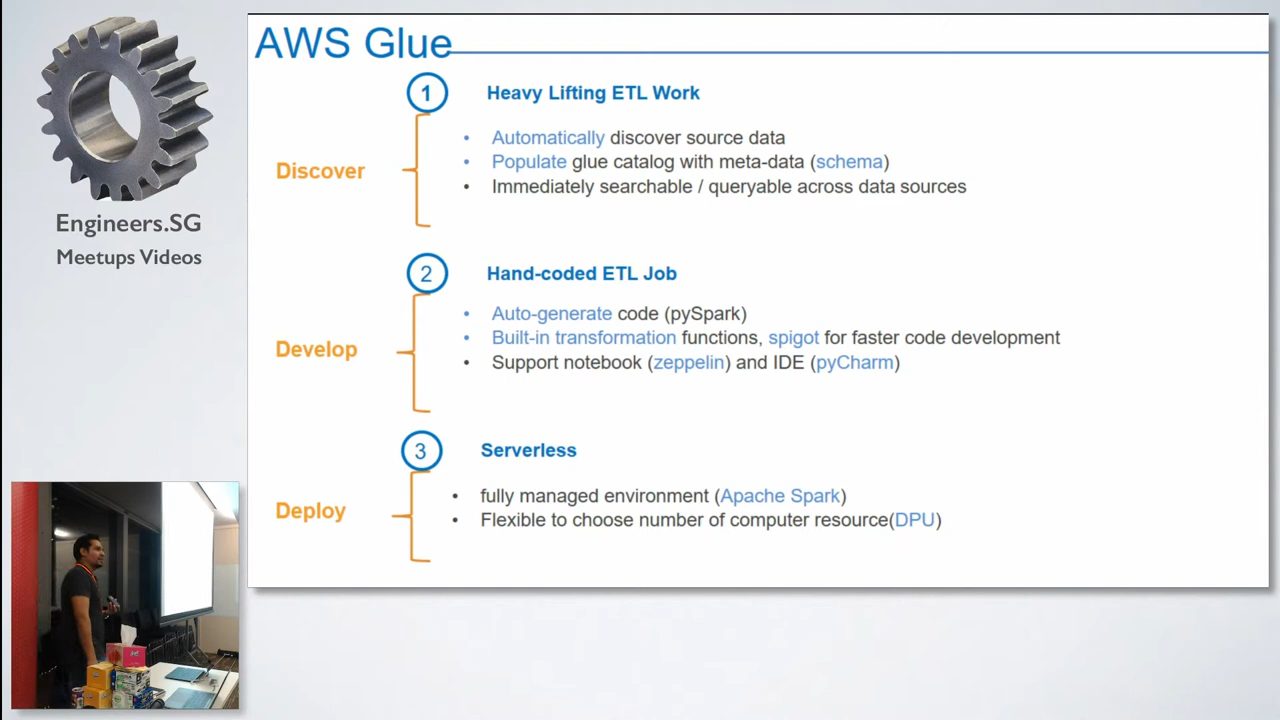 AWS Glue
1
Heavy Lifting ETL Work
Discover
• Automatically discover source data
• Populate glue catalog with meta-data (schema)
• Immediately searchable / queryable across data sources
2
Hand-coded ETL Job
Develop
• Auto-generate code (pySpark)
• Built-in transformation functions, spigot for faster code development
• Support notebook (zeppelin) and IDE (pyCharm)
3
Serverless
Deploy
• fully managed environment (Apache Spark)
• Flexible to choose number of computer resource(DPU)
Engineers.SG
Meetups Videos